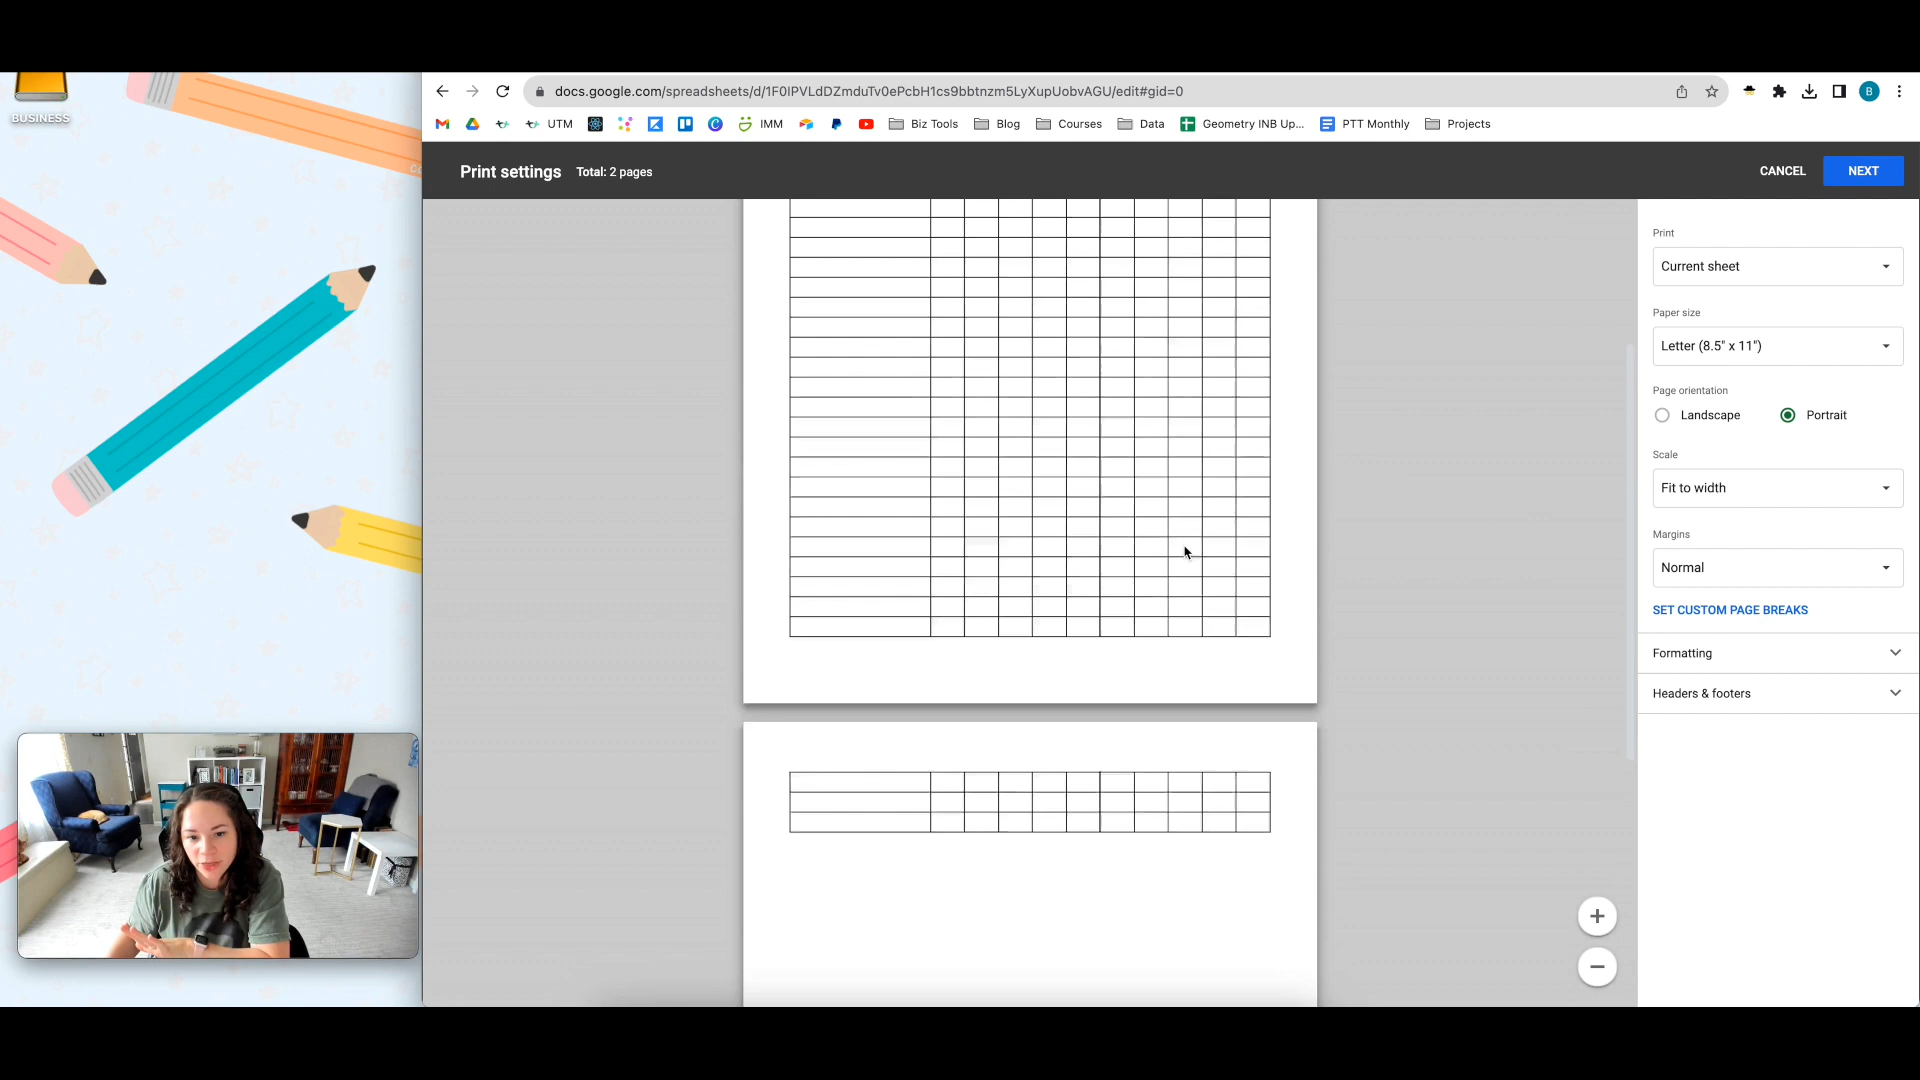 BUSINESS
docs.google.com/spreadsheets/d/1F0IPVLdDZmduTv0ePcbH1cs9bbtnzm5LyXupUobvAGU/edit#gid=0
B
UTM
IMM
Biz Tools
Blog
Courses
Data
Geometry INB Up...
PTT Monthly
Projects
Print settings
Total: 2 pages
CANCEL
NEXT
Print
Current sheet
Paper size
Letter (8.5" x 11")
Page orientation
Landscape
Portrait
Scale
Fit to width
Margins
Normal
SET CUSTOM PAGE BREAKS
Formatting
Headers & footers